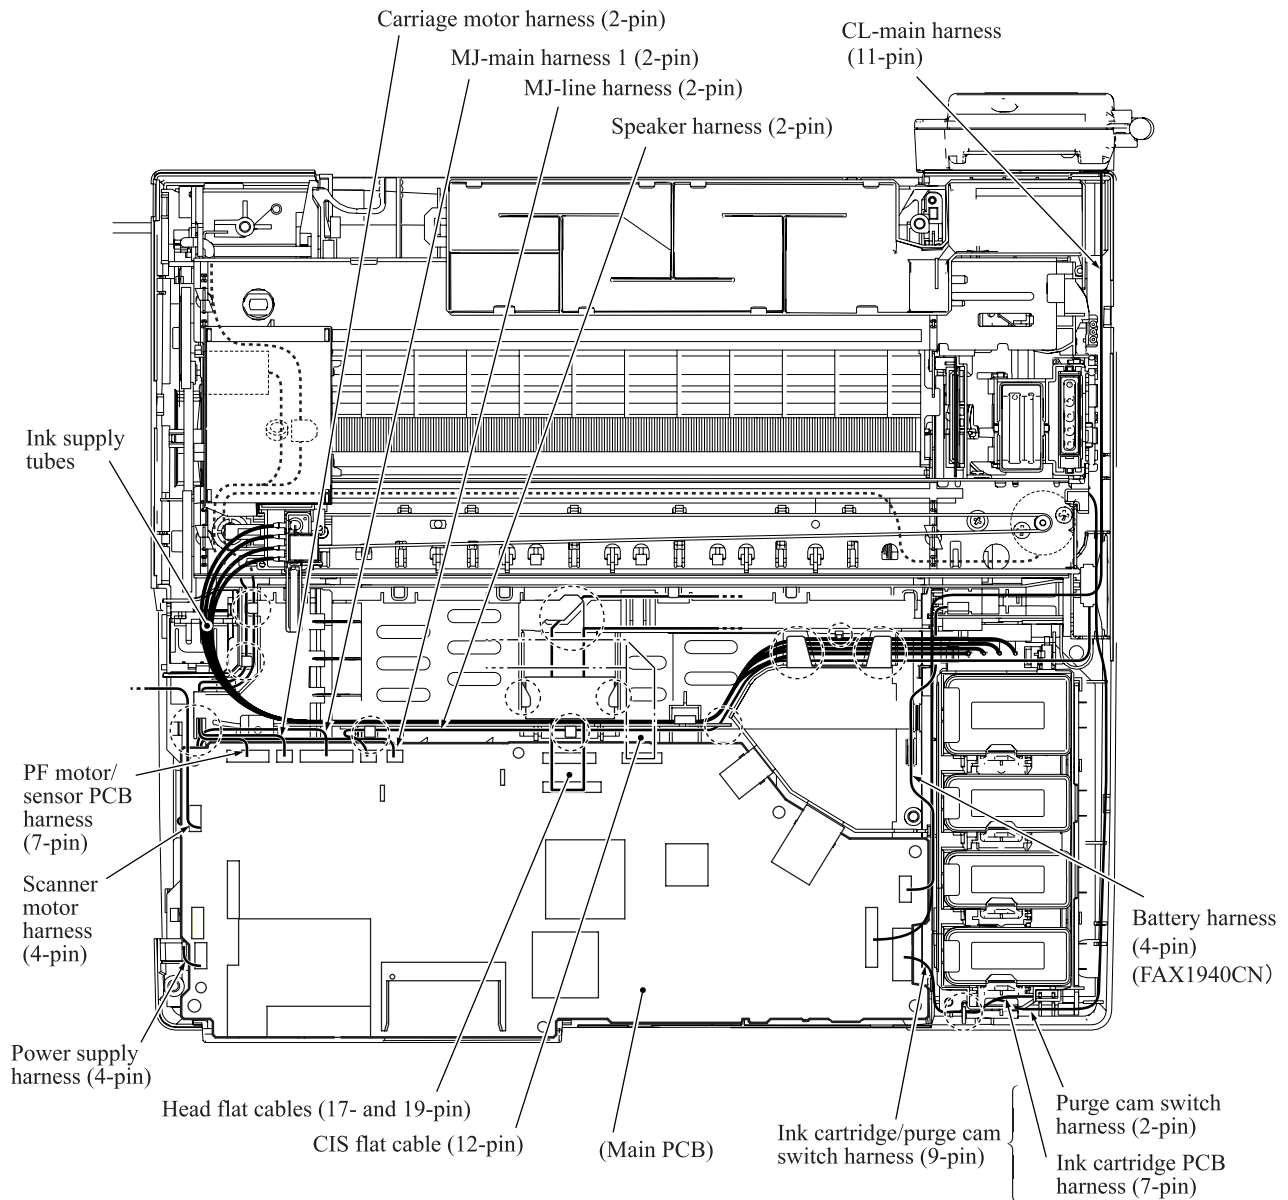 Carriage motor harness (2-pin)
MJ-main harness 1 (2-pin)
MJ-line harness (2-pin)
Speaker harness (2-pin)
CL-main harness
(11-pin)
Ink supply
tubes
PF motor/
sensor PCB
harness
(7-pin)
Scanner
motor
harness
(4-pin)
Power supply
harness (4-pin)
Head flat cables (17- and 19-pin)
CIS flat cable (12-pin)
(Main PCB)
Battery harness
(4-pin)
(FAX1940CN)
Ink cartridge/purge cam
switch harness (9-pin)
Purge cam switch
harness (2-pin)
Ink cartridge PCB
harness (7-pin)